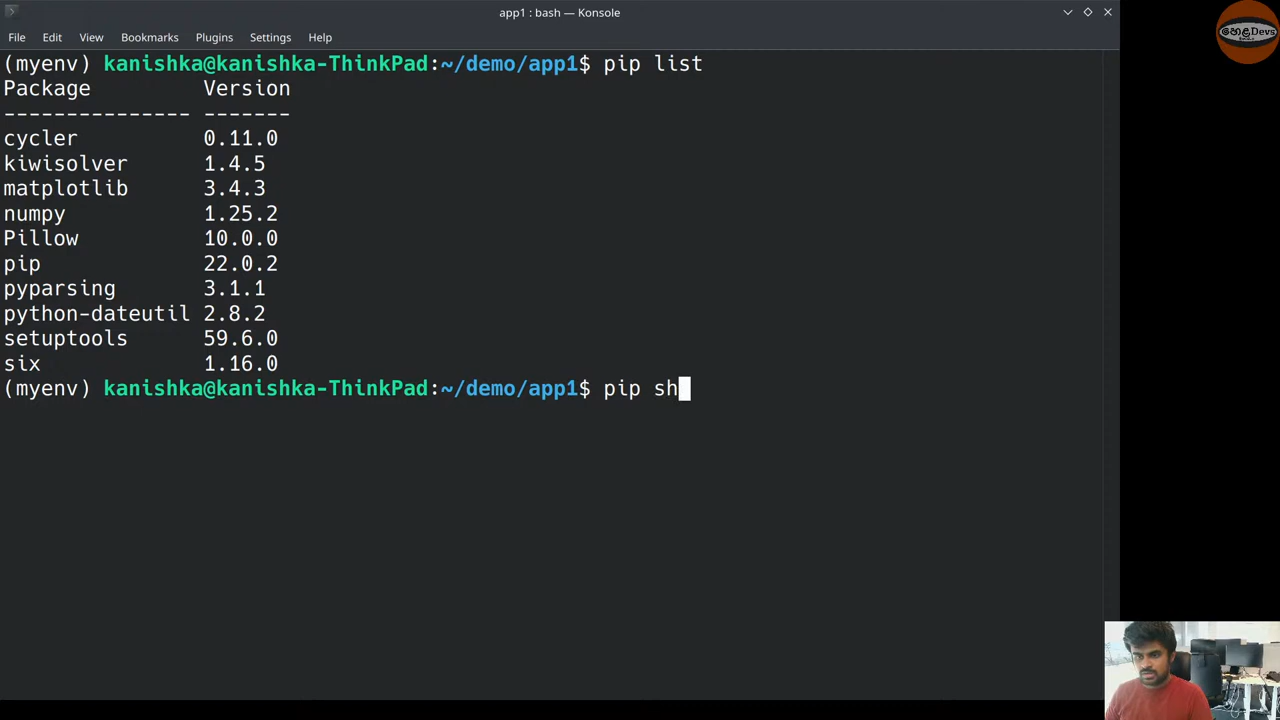 app1 : bash — Konsole
File Edit View Bookmarks Plugins Settings Help
(myenv) kanishka@kanishka-ThinkPad:~/demo/app1$ pip list
Package Version
--------------- -------
cycler 0.11.0
kiwisolver 1.4.5
matplotlib 3.4.3
numpy 1.25.2
Pillow 10.0.0
pip 22.0.2
pyparsing 3.1.1
python-dateutil 2.8.2
setuptools 59.6.0
six 1.16.0
(myenv) kanishka@kanishka-ThinkPad:~/demo/app1$ pip sh
හෙළDevs